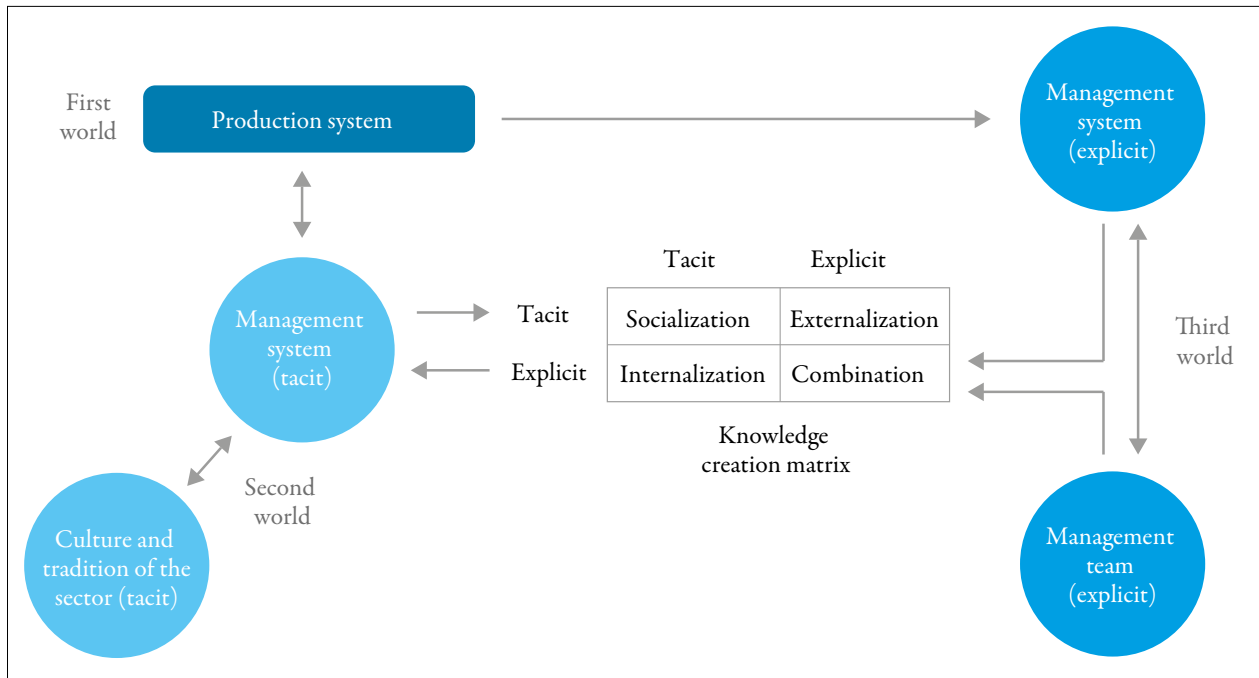 First
world
Production system
Management
system
(explicit)
Tacit
Explicit
Management
system
(tacit)
Tacit
Socialization
Externalization
Explicit
Internalization
Combination
Third
world
Knowledge
creation matrix
Second
world
Culture and
tradition of the
sector (tacit)
Management
team
(explicit)